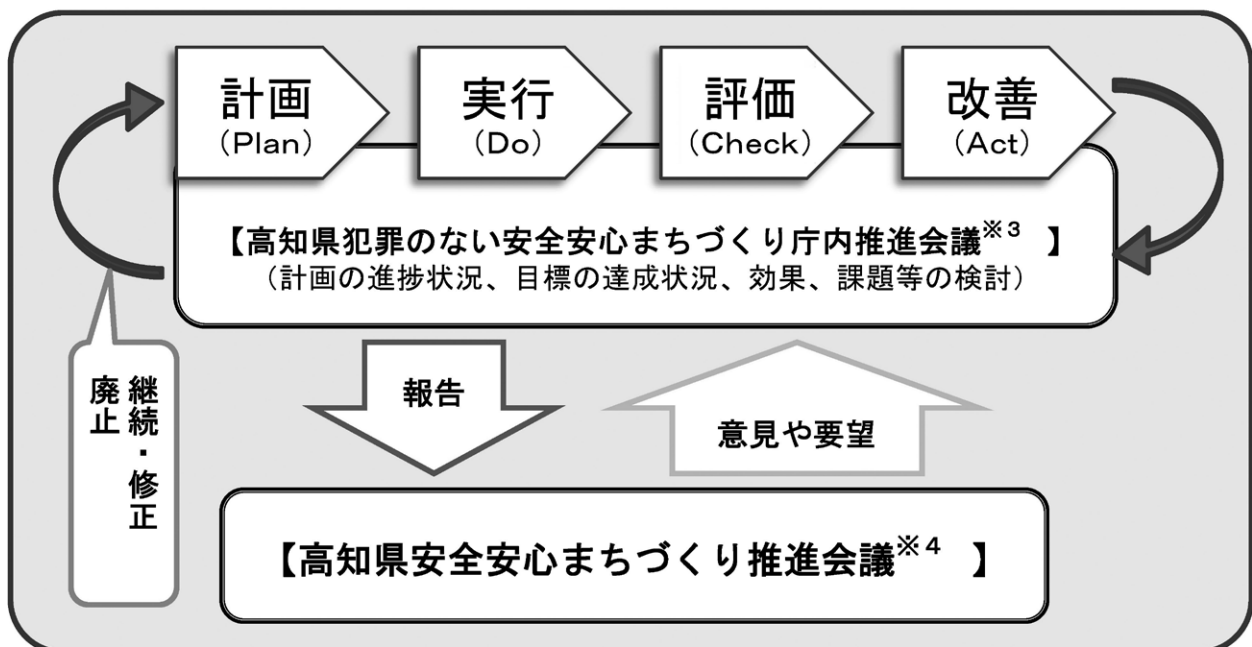 計画
(Plan)
実行
(Do)
評価
(Check)
改善
(Act)
【高知県犯罪のない安全安心まちづくり庁内推進会議※3 】
(計画の進捗状況、目標の達成状況、効果、課題等の検討)
継続・修正
廃止
報告
意見や要望
【高知県安全安心まちづくり推進会議※4 】